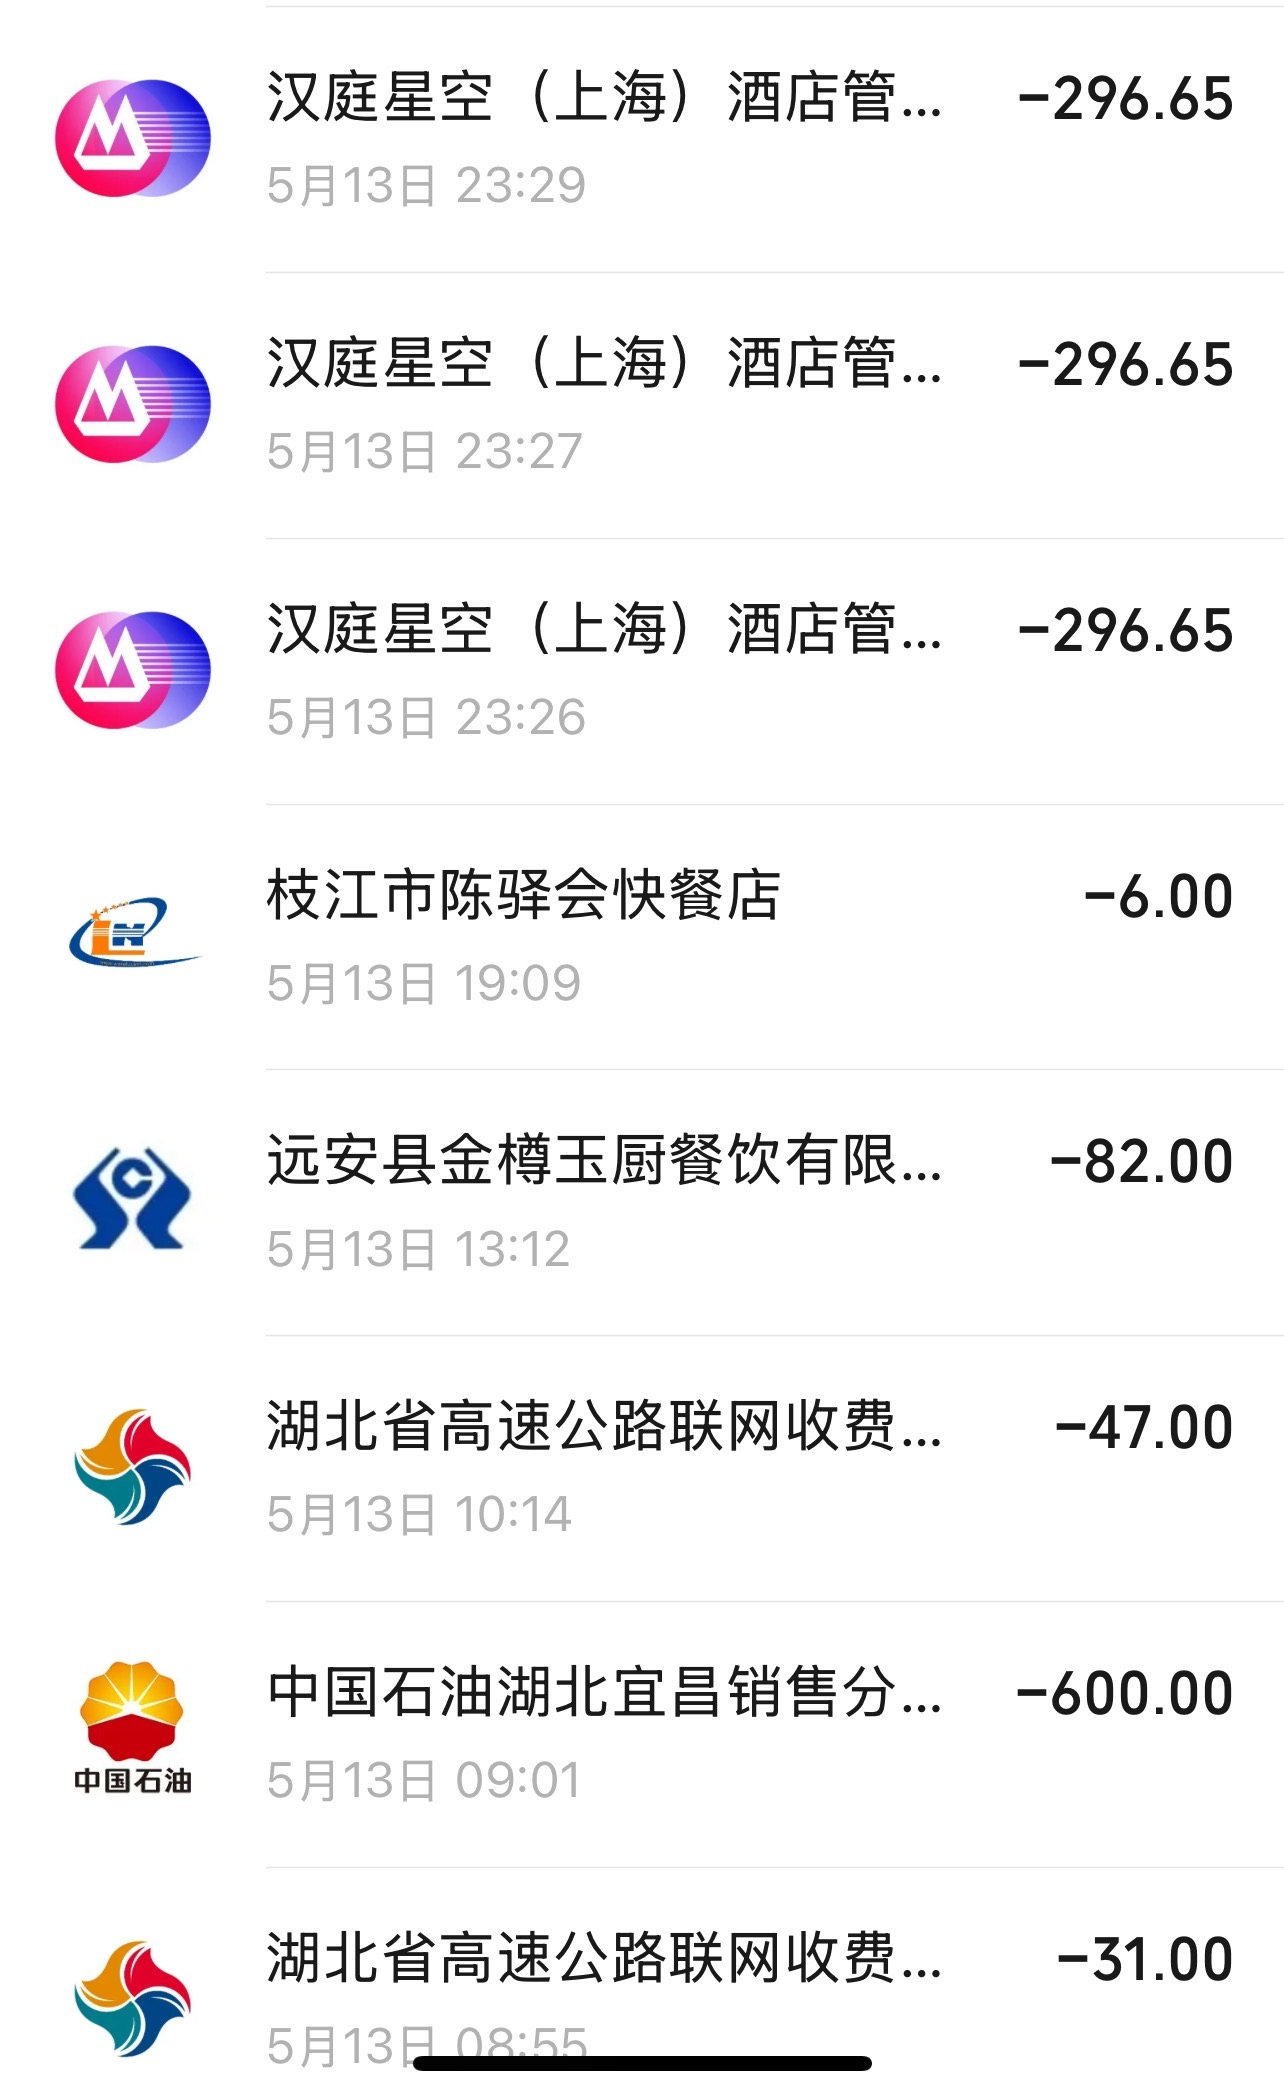 汉庭星空（上海）酒店管... -296.65
5月13日 23:29
汉庭星空（上海）酒店管... -296.65
5月13日 23:27
汉庭星空（上海）酒店管... -296.65
5月13日 23:26
枝江市陈驿会快餐店 -6.00
5月13日 19:09
远安县金樽玉厨餐饮有限... -82.00
5月13日 13:12
湖北省高速公路联网收费... -47.00
5月13日 10:14
中国石油湖北宜昌销售分... -600.00
中国石油
5月13日 09:01
湖北省高速公路联网收费... -31.00
5月13日 08:55